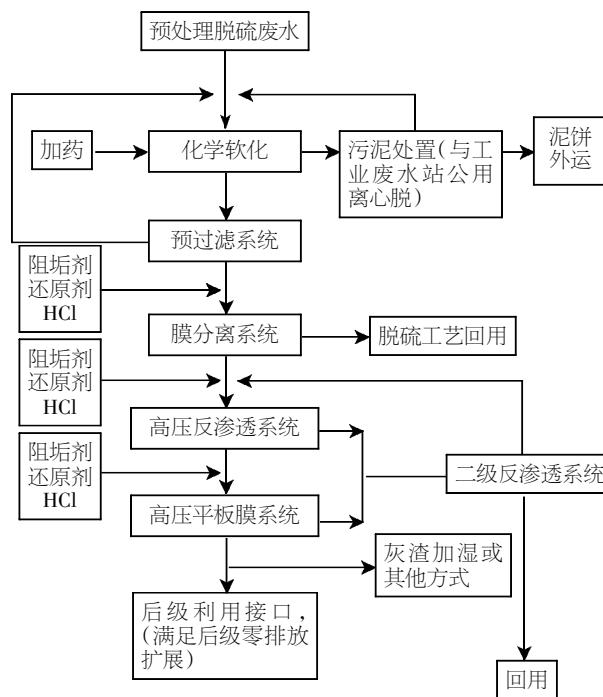 预处理脱硫废水
加药
化学软化
污泥处置(与工
业废水站公用
离心脱)
泥饼
外运
预过滤系统
阻垢剂
还原剂
HCl
膜分离系统
脱硫工艺回用
阻垢剂
还原剂
HCl
高压反渗透系统
阻垢剂
还原剂
HCl
二级反渗透系统
高压平板膜系统
灰渣加湿或
其他方式
后级利用接口,
(满足后级零排放
扩展)
回用